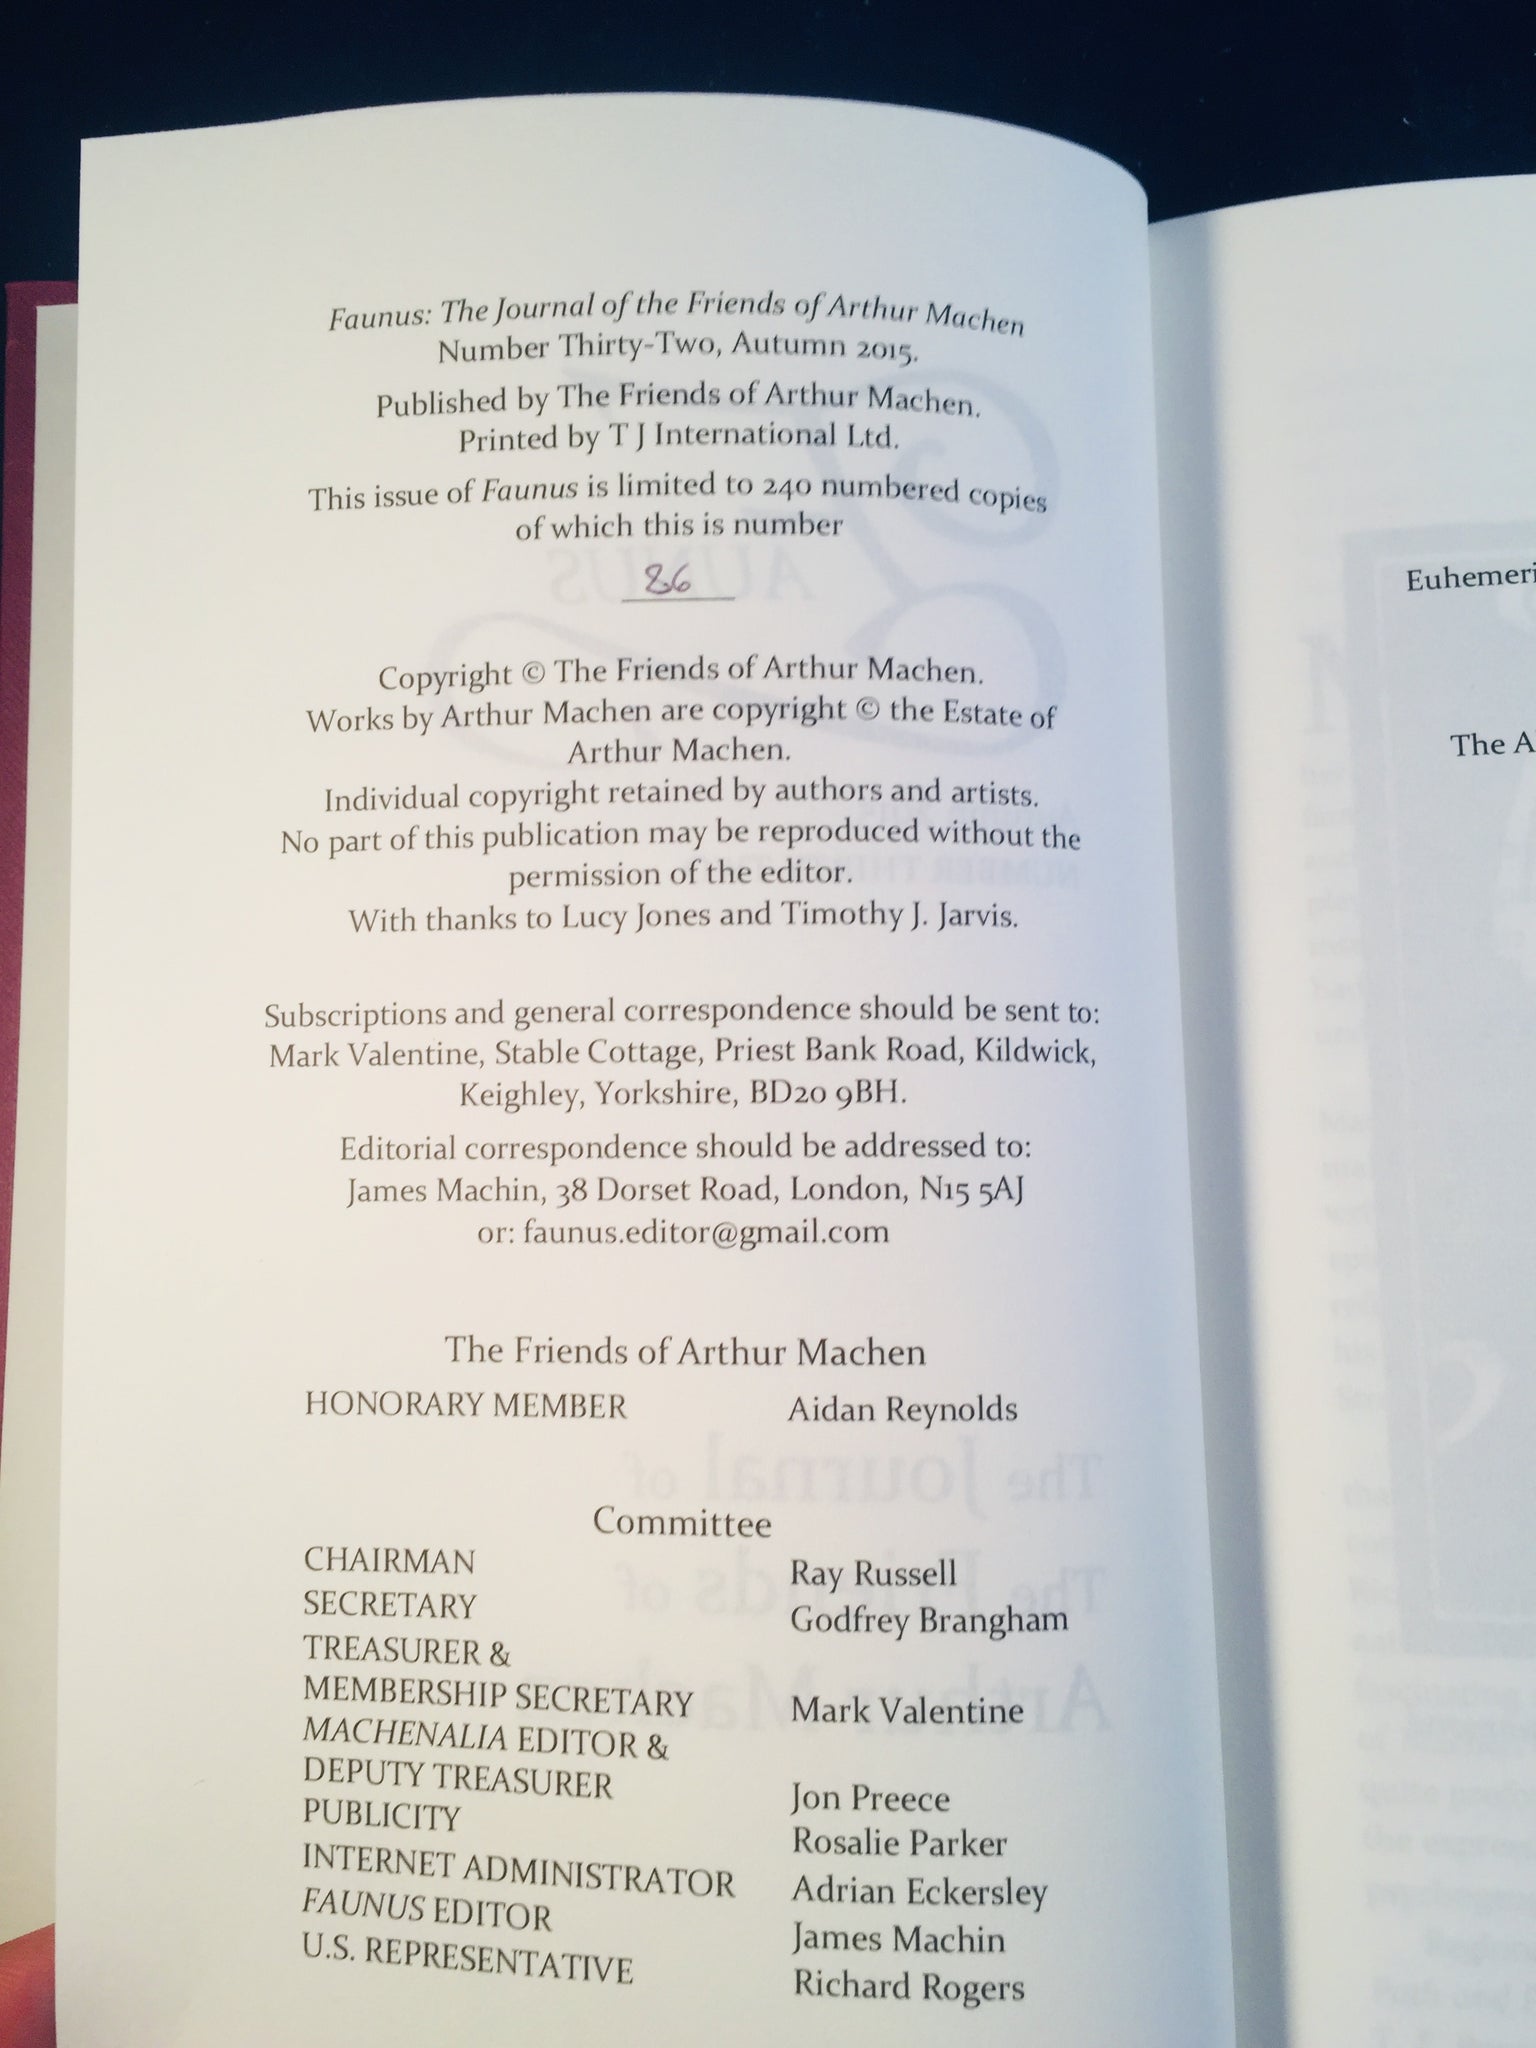 Faunus: The Journal of the Friends of Arthur Machen
Number Thirty-Two, Autumn 2015.
Published by The Friends of Arthur Machen.
Printed by T J International Ltd.
This issue of Faunus is limited to 240 numbered copies
of which this is number
86
Copyright © The Friends of Arthur Machen.
Works by Arthur Machen are copyright © the Estate of
Arthur Machen.
Individual copyright retained by authors and artists.
No part of this publication may be reproduced without the
permission of the editor.
With thanks to Lucy Jones and Timothy J. Jarvis.
Subscriptions and general correspondence should be sent to:
Mark Valentine, Stable Cottage, Priest Bank Road, Kildwick,
Keighley, Yorkshire, BD20 9BH.
Editorial correspondence should be addressed to:
James Machin, 38 Dorset Road, London, N15 5AJ
or: faunus.editor@gmail.com
The Friends of Arthur Machen
HONORARY MEMBER Aidan Reynolds
Committee
CHAIRMAN Ray Russell
SECRETARY Godfrey Brangham
TREASURER &
MEMBERSHIP SECRETARY Mark Valentine
MACHENALIA EDITOR &
DEPUTY TREASURER Jon Preece
PUBLICITY Rosalie Parker
INTERNET ADMINISTRATOR Adrian Eckersley
FAUNUS EDITOR James Machin
U.S. REPRESENTATIVE Richard Rogers
Euhemeri
The A